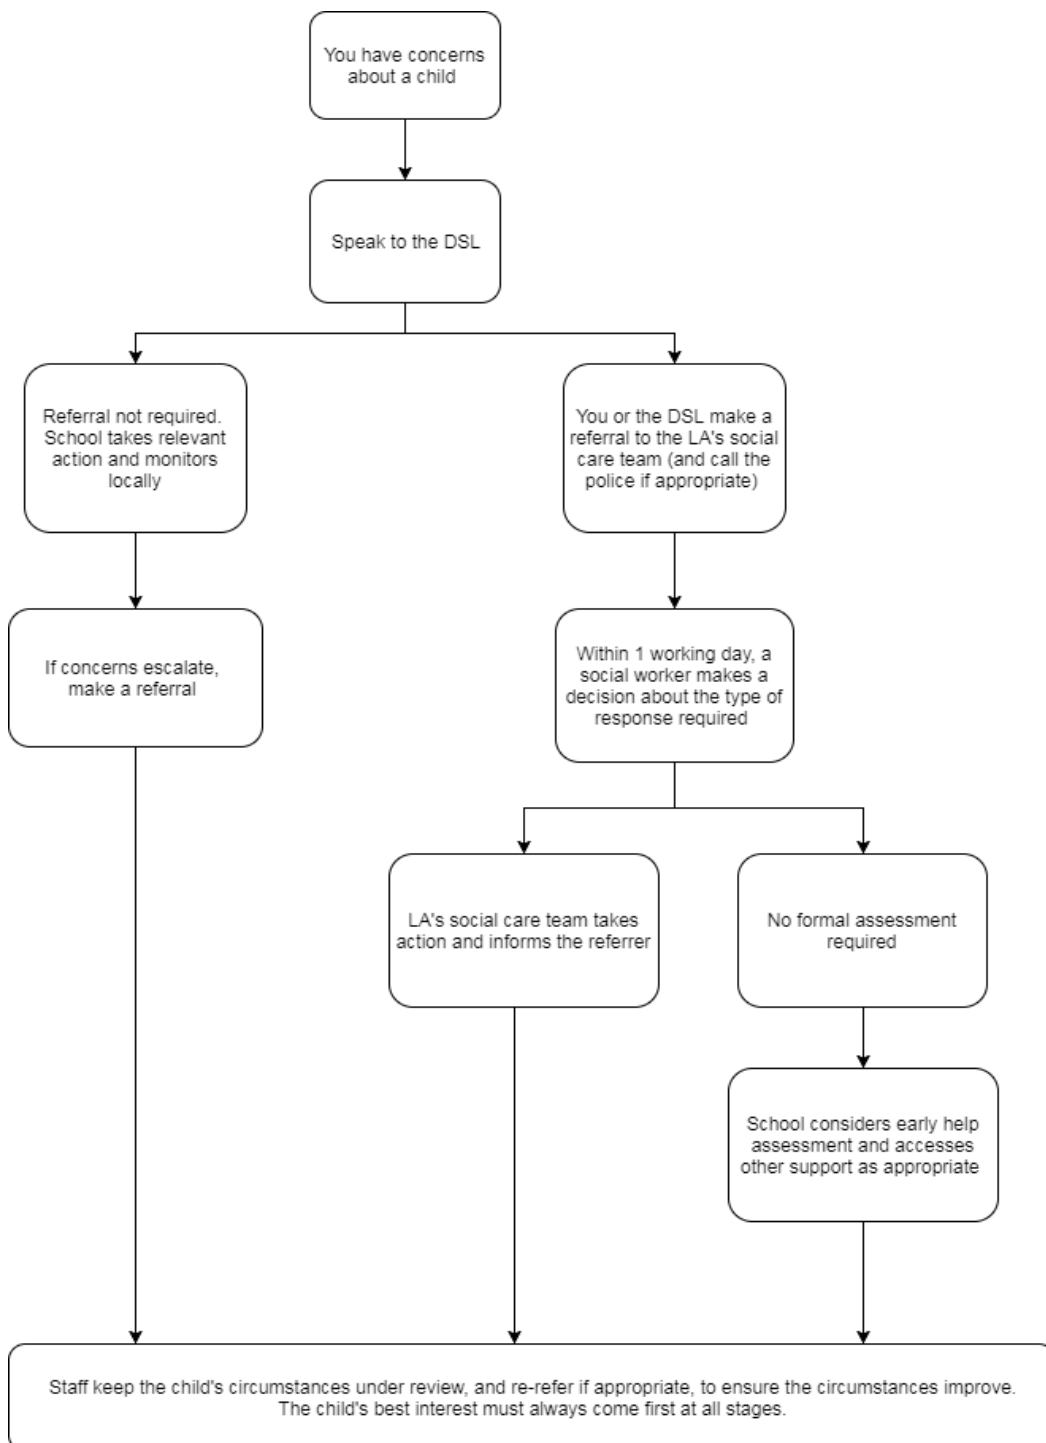 You have concerns
about a child
Speak to the DSL
Referral not required.
School takes relevant
action and monitors
locally
You or the DSL make a
referral to the LA's social
care team (and call the
police if appropriate)
If concerns escalate,
make a referral
Within 1 working day, a
social worker makes a
decision about the type of
response required
LA's social care team takes
action and informs the referrer
No formal assessment
required
School considers early help
assessment and accesses
other support as appropriate
Staff keep the child's circumstances under review, and re-refer if appropriate, to ensure the circumstances improve.
The child's best interest must always come first at all stages.